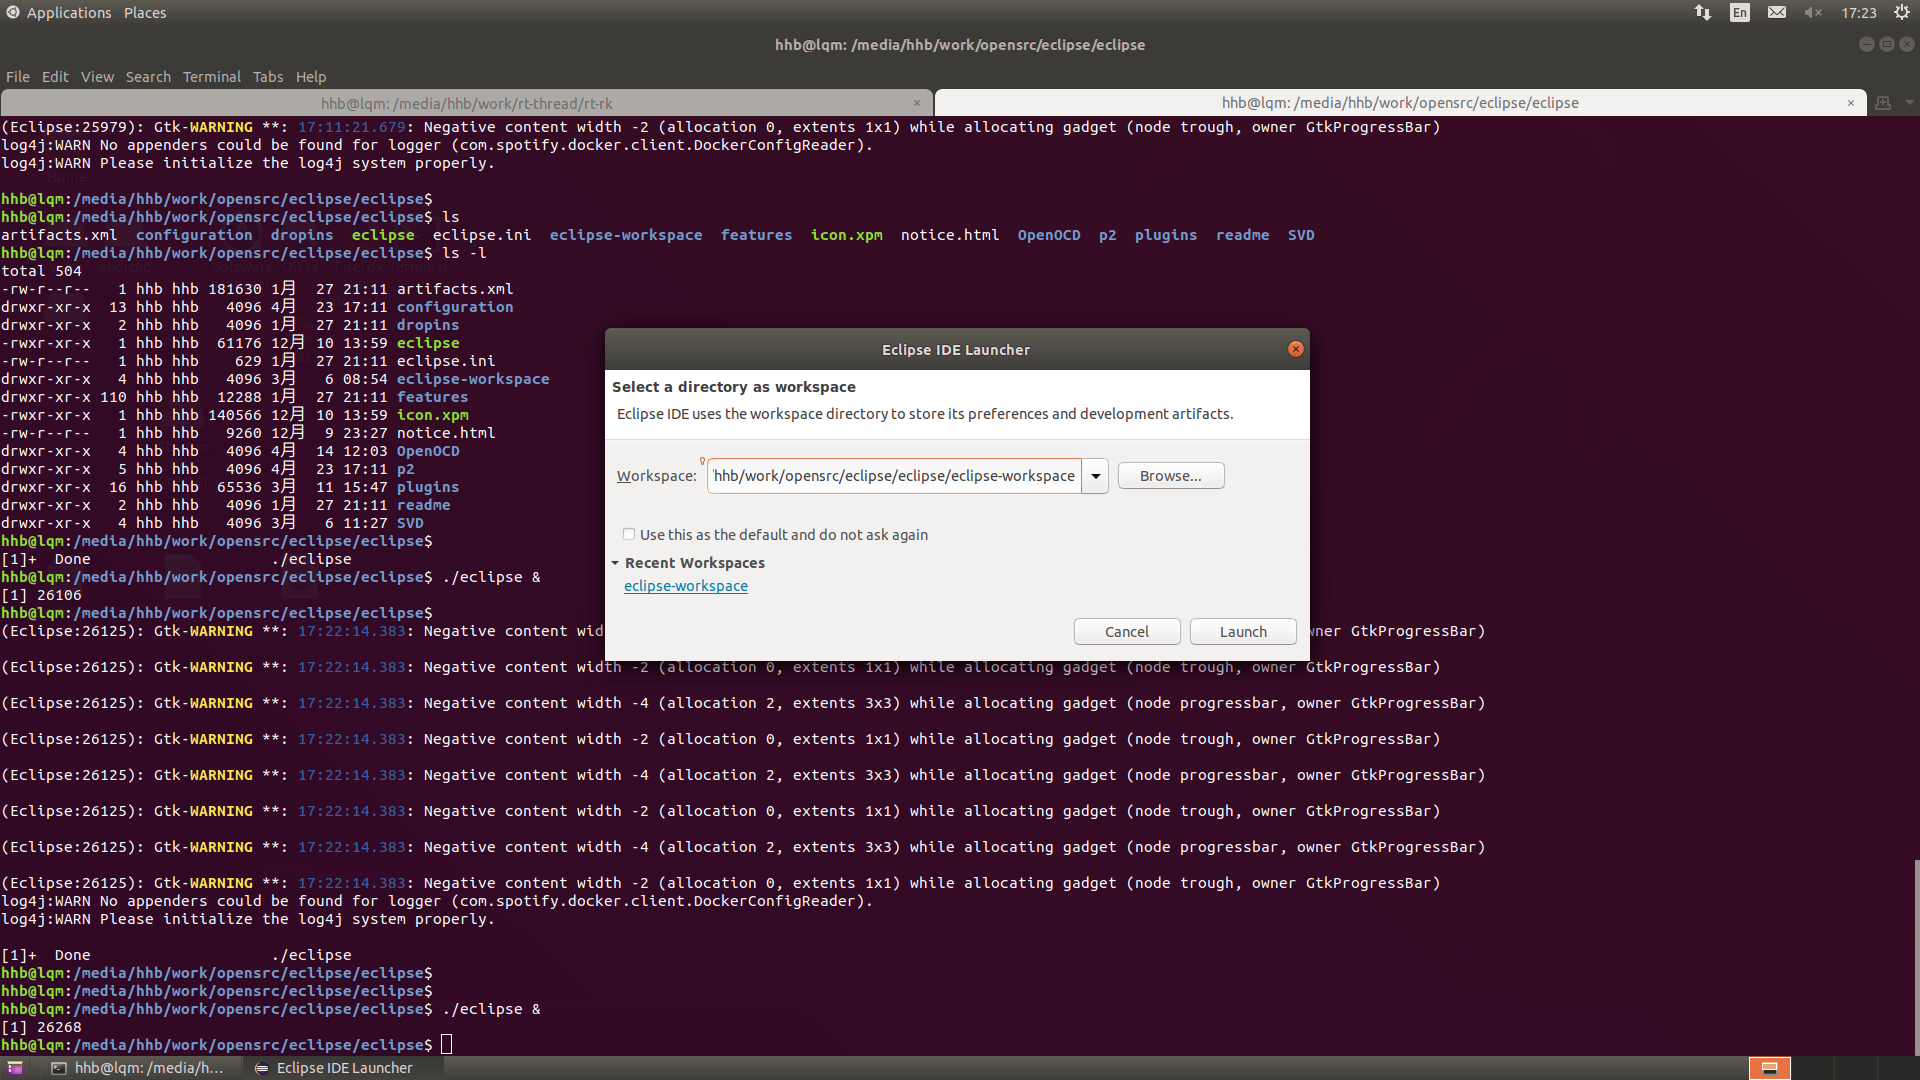 Applications Places
En 17:23
hhb@lqm: /media/hhb/work/opensrc/eclipse/eclipse
File Edit View Search Terminal Tabs Help
hhb@lqm: /media/hhb/work/rt-thread/rt-rk ×
hhb@lqm: /media/hhb/work/opensrc/eclipse/eclipse ×
(Eclipse:25979): Gtk-WARNING **: 17:11:21.679: Negative content width -2 (allocation 0, extents 1x1) while allocating gadget (node trough, owner GtkProgressBar)
log4j:WARN No appenders could be found for logger (com.spotify.docker.client.DockerConfigReader).
log4j:WARN Please initialize the log4j system properly.
hhb@lqm:/media/hhb/work/opensrc/eclipse/eclipse$
hhb@lqm:/media/hhb/work/opensrc/eclipse/eclipse$ ls
artifacts.xml configuration dropins eclipse eclipse.ini eclipse-workspace features icon.xpm notice.html OpenOCD p2 plugins readme SVD
hhb@lqm:/media/hhb/work/opensrc/eclipse/eclipse$ ls -l
total 504
-rw-r--r-- 1 hhb hhb 181630 1月 27 21:11 artifacts.xml
drwxr-xr-x 13 hhb hhb 4096 4月 23 17:11 configuration
drwxr-xr-x 2 hhb hhb 4096 1月 27 21:11 dropins
-rwxr-xr-x 1 hhb hhb 61176 12月 10 13:59 eclipse
-rw-r--r-- 1 hhb hhb 629 1月 27 21:11 eclipse.ini
drwxr-xr-x 4 hhb hhb 4096 3月 6 08:54 eclipse-workspace
drwxr-xr-x 110 hhb hhb 12288 1月 27 21:11 features
-rwxr-xr-x 1 hhb hhb 140566 12月 10 13:59 icon.xpm
-rw-r--r-- 1 hhb hhb 9260 12月 9 23:27 notice.html
drwxr-xr-x 4 hhb hhb 4096 4月 14 12:03 OpenOCD
drwxr-xr-x 5 hhb hhb 4096 4月 23 17:11 p2
drwxr-xr-x 16 hhb hhb 65536 3月 11 15:47 plugins
drwxr-xr-x 2 hhb hhb 4096 1月 27 21:11 readme
drwxr-xr-x 4 hhb hhb 4096 3月 6 11:27 SVD
hhb@lqm:/media/hhb/work/opensrc/eclipse/eclipse$
[1]+ Done ./eclipse
hhb@lqm:/media/hhb/work/opensrc/eclipse/eclipse$ ./eclipse &
[1] 26106
hhb@lqm:/media/hhb/work/opensrc/eclipse/eclipse$
(Eclipse:26125): Gtk-WARNING **: 17:22:14.383: Negative content wid wner GtkProgressBar)
(Eclipse:26125): Gtk-WARNING **: 17:22:14.383: Negative content width -2 (allocation 0, extents 1x1) while allocating gadget (node trough, owner GtkProgressBar)
(Eclipse:26125): Gtk-WARNING **: 17:22:14.383: Negative content width -4 (allocation 2, extents 3x3) while allocating gadget (node progressbar, owner GtkProgressBar)
(Eclipse:26125): Gtk-WARNING **: 17:22:14.383: Negative content width -2 (allocation 0, extents 1x1) while allocating gadget (node trough, owner GtkProgressBar)
(Eclipse:26125): Gtk-WARNING **: 17:22:14.383: Negative content width -4 (allocation 2, extents 3x3) while allocating gadget (node progressbar, owner GtkProgressBar)
(Eclipse:26125): Gtk-WARNING **: 17:22:14.383: Negative content width -2 (allocation 0, extents 1x1) while allocating gadget (node trough, owner GtkProgressBar)
(Eclipse:26125): Gtk-WARNING **: 17:22:14.383: Negative content width -4 (allocation 2, extents 3x3) while allocating gadget (node progressbar, owner GtkProgressBar)
(Eclipse:26125): Gtk-WARNING **: 17:22:14.383: Negative content width -2 (allocation 0, extents 1x1) while allocating gadget (node trough, owner GtkProgressBar)
log4j:WARN No appenders could be found for logger (com.spotify.docker.client.DockerConfigReader).
log4j:WARN Please initialize the log4j system properly.
[1]+ Done ./eclipse
hhb@lqm:/media/hhb/work/opensrc/eclipse/eclipse$
hhb@lqm:/media/hhb/work/opensrc/eclipse/eclipse$
hhb@lqm:/media/hhb/work/opensrc/eclipse/eclipse$ ./eclipse &
[1] 26268
hhb@lqm:/media/hhb/work/opensrc/eclipse/eclipse$
Eclipse IDE Launcher
Select a directory as workspace
Eclipse IDE uses the workspace directory to store its preferences and development artifacts.
Workspace: hhb/work/opensrc/eclipse/eclipse/eclipse-workspace Browse...
Use this as the default and do not ask again
Recent Workspaces
eclipse-workspace
Cancel Launch
hhb@lqm: /media/h... Eclipse IDE Launcher